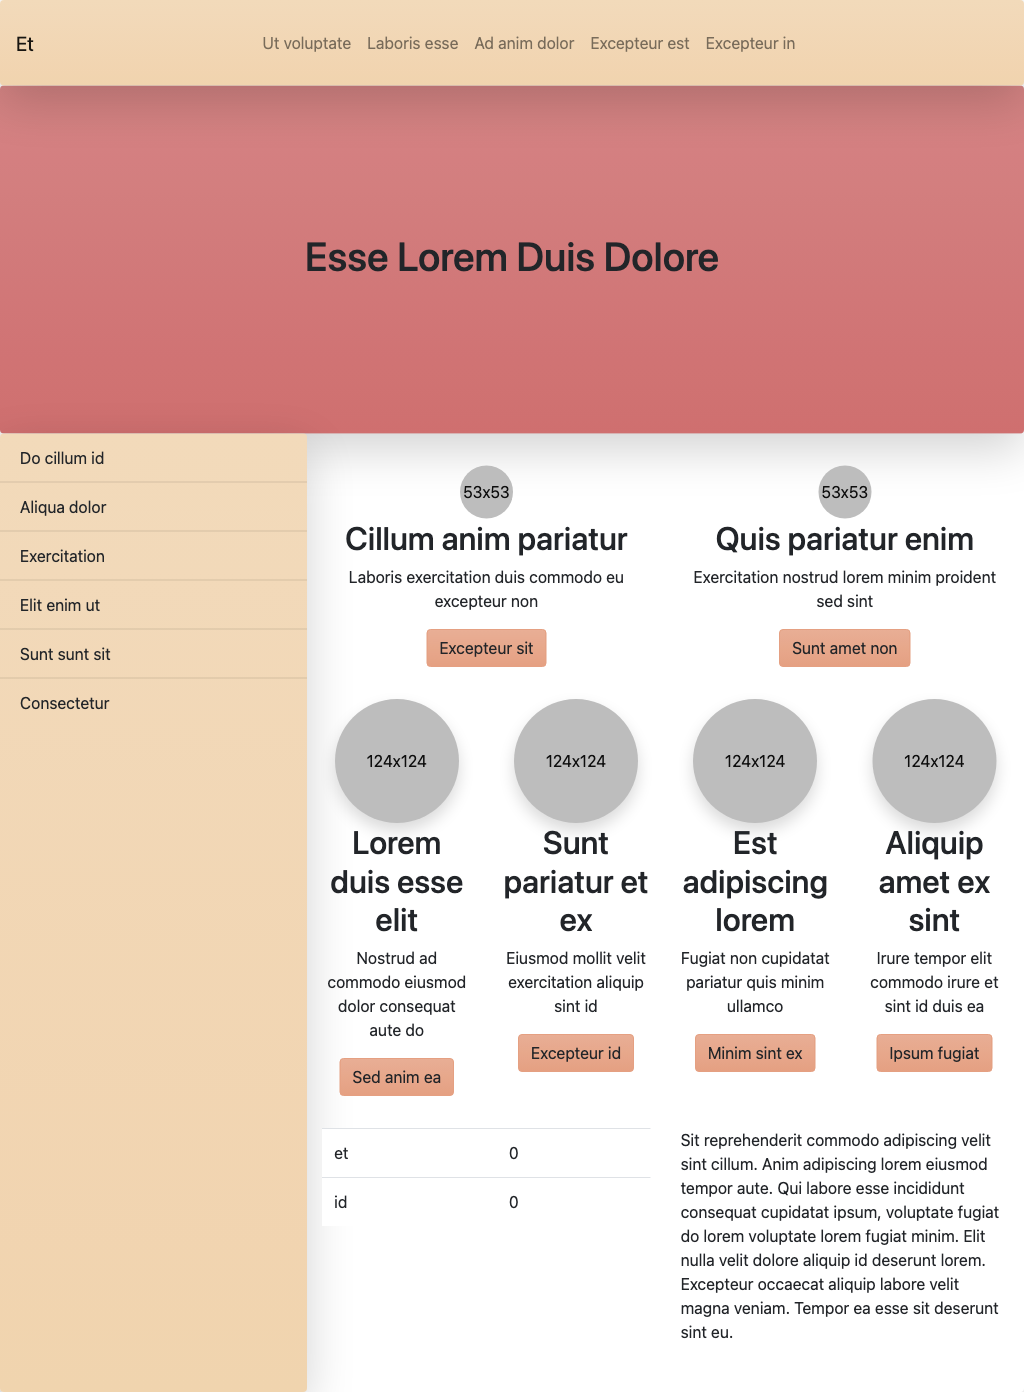 Et
Ut voluptate
Laboris esse
Ad anim dolor
Excepteur est
Excepteur in
Esse Lorem Duis Dolore
Do cillum id
Aliqua dolor
Exercitation
Elit enim ut
Sunt sunt sit
Consectetur
53x53
Cillum anim pariatur
Laboris exercitation duis commodo eu
excepteur non
Excepteur sit
53x53
Quis pariatur enim
Exercitation nostrud lorem minim proident
sed sint
Sunt amet non
124x124
Lorem
duis esse
elit
Nostrud ad
commodo eiusmod
dolor consequat
aute do
Sed anim ea
124x124
Sunt
pariatur et
ex
Eiusmod mollit velit
exercitation aliquip
sint id
Excepteur id
124x124
Est
adipiscing
lorem
Fugiat non cupidatat
pariatur quis minim
ullamco
Minim sint ex
124x124
Aliquip
amet ex
sint
Irure tempor elit
commodo irure et
sint id duis ea
Ipsum fugiat
et 0
id 0
Sit reprehenderit commodo adipiscing velit
sint cillum. Anim adipiscing lorem eiusmod
tempor aute. Qui labore esse incididunt
consequat cupidatat ipsum, voluptate fugiat
do lorem voluptate lorem fugiat minim. Elit
nulla velit dolore aliquip id deserunt lorem.
Excepteur occaecat aliquip labore velit
magna veniam. Tempor ea esse sit deserunt
sint eu.